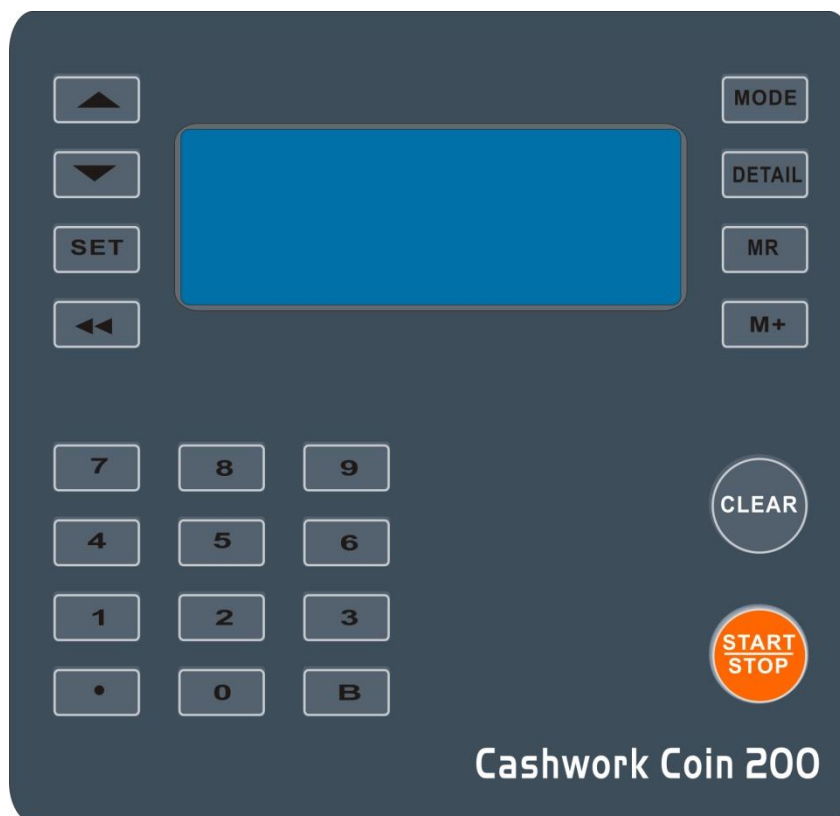 MODE
DETAIL
SET
MR
M+
7 8 9
4 5 6
1 2 3
• 0 B
CLEAR
START
STOP
Cashwork Coin 200